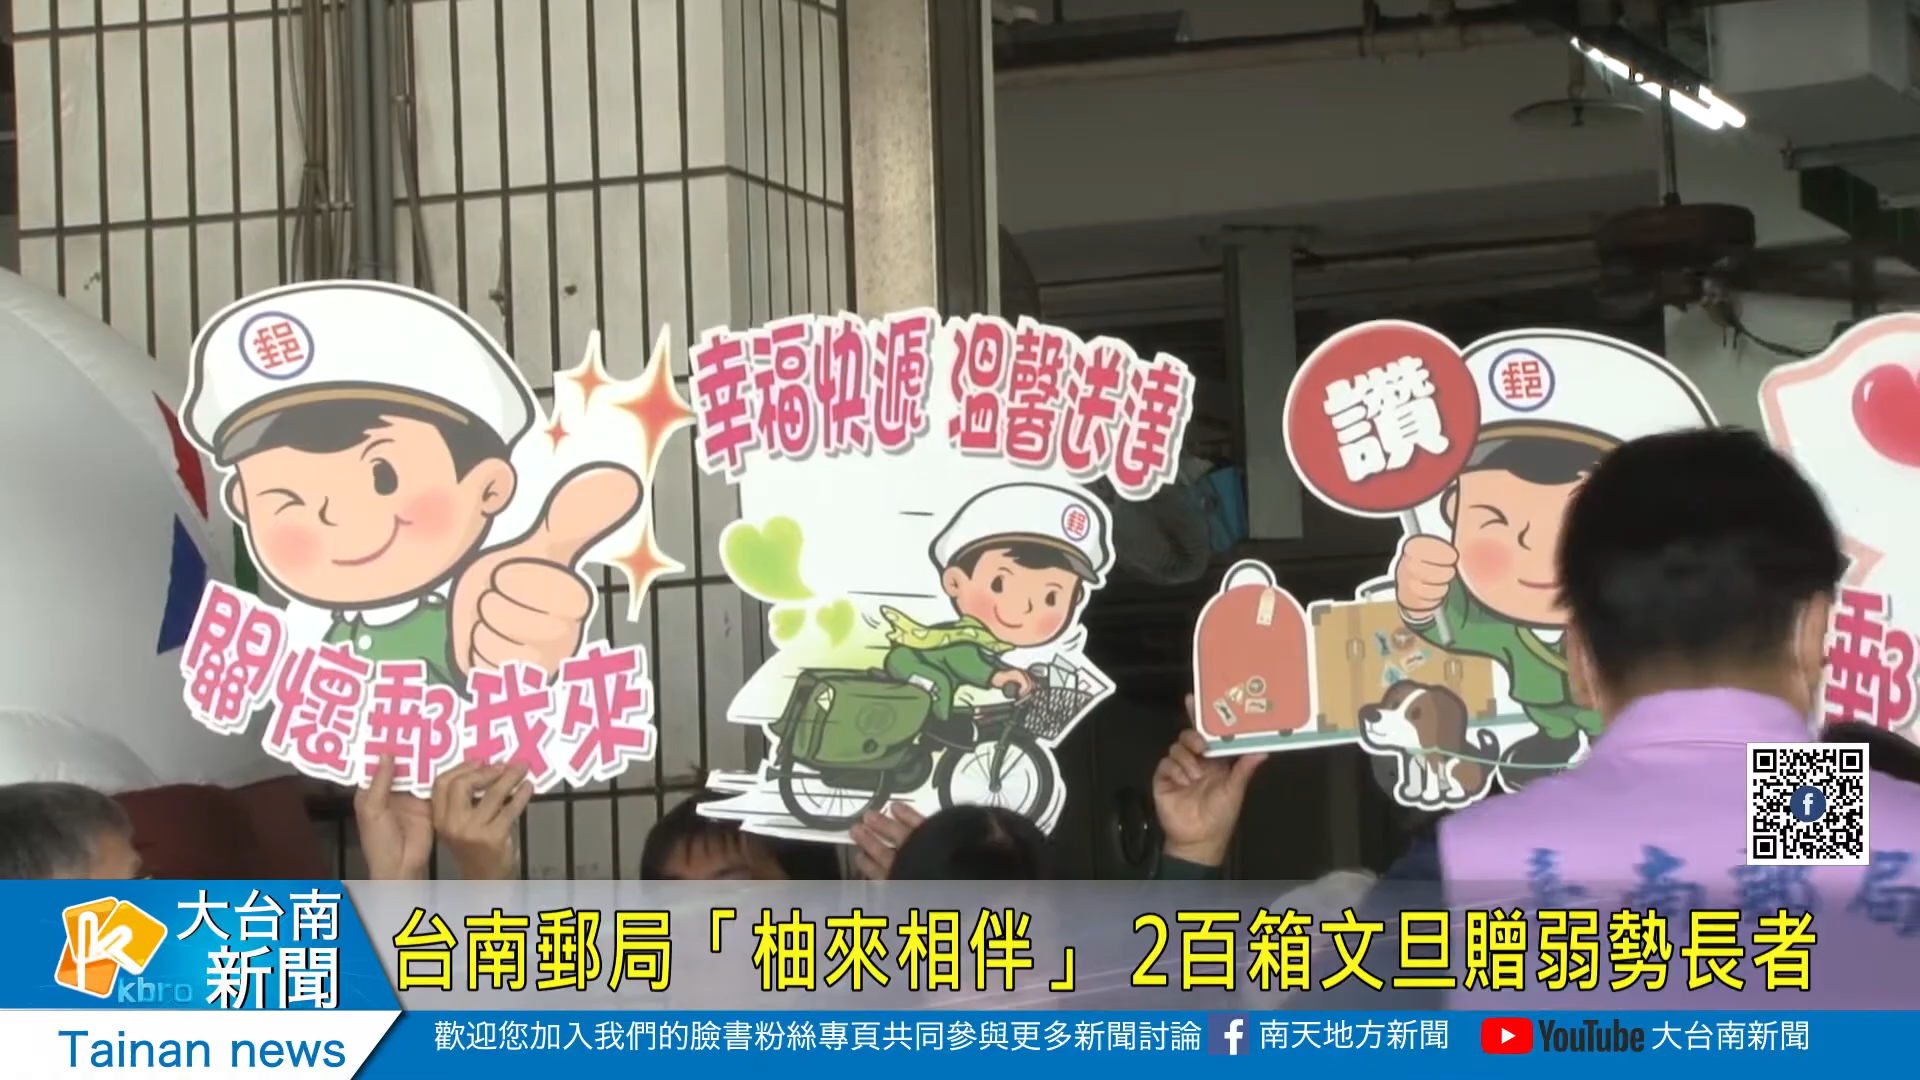 郵
幸福快遞 溫馨送達
讚
郵
郵
關懷郵我來
郵
台南郵局
大台南
新聞
kbro
台南郵局「柚來相伴」 2百箱文旦贈弱勢長者
Tainan news
歡迎您加入我們的臉書粉絲專頁共同參與更多新聞討論 f 南天地方新聞 YouTube 大台南新聞